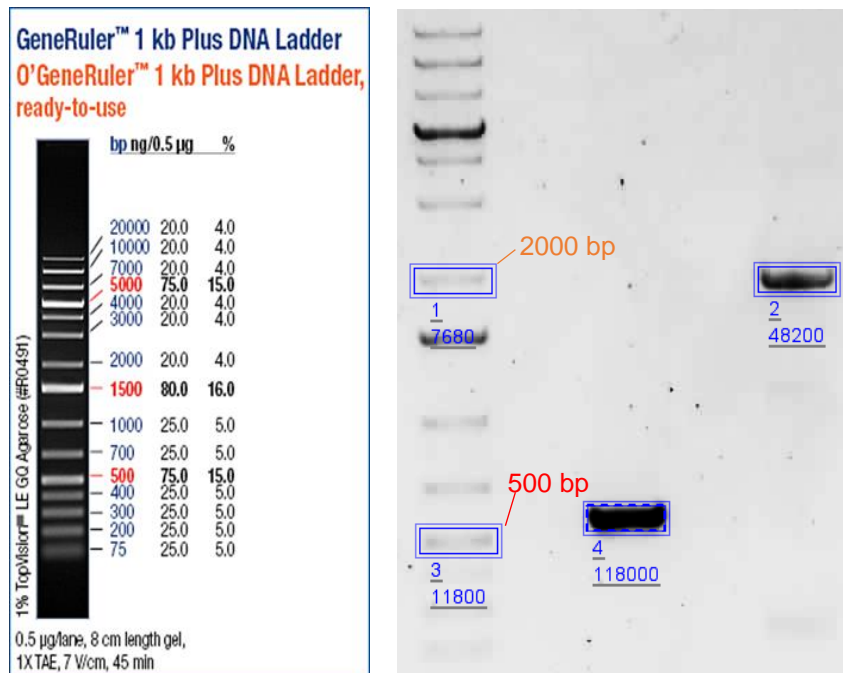 GeneRuler™ 1 kb Plus DNA Ladder
O'GeneRuler™ 1 kb Plus DNA Ladder,
ready-to-use
bp ng/0.5 µg %
20000 20.0 4.0
10000 20.0 4.0
7000 20.0 4.0
5000 75.0 15.0
4000 20.0 4.0
3000 20.0 4.0
2000 20.0 4.0
1500 80.0 16.0
1000 25.0 5.0
700 25.0 5.0
500 75.0 15.0
400 25.0 5.0
300 25.0 5.0
200 25.0 5.0
75 25.0 5.0
1% TopVision™ LE GQ Agarose (#R0491)
0.5 µg/lane, 8 cm length gel,
1X TAE, 7 V/cm, 45 min
2000 bp
1
7680
2
48200
500 bp
3
11800
4
118000